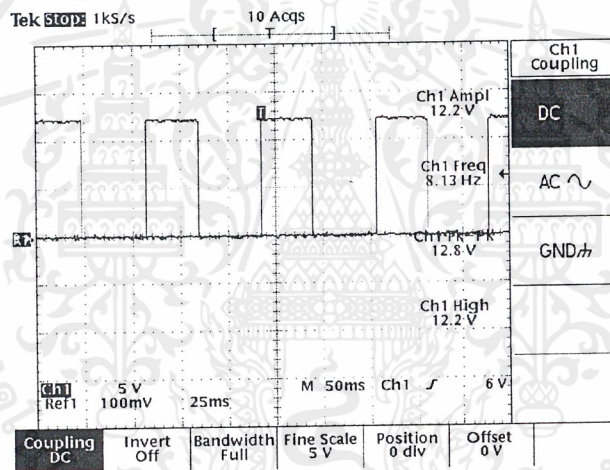 Tek Stop: 1kS/s 10 Acqs
[ T ]
Ch1 Coupling
T
Ch1 Ampl
12.2 V
DC
Ch1 Freq
8.13 Hz
AC
Ch1 Pk-Pk
12.8 V
GND
Ch1 High
12.2 V
Ch1 5 V M 50ms Ch1 6 V
Ref1 100mV 25ms
Coupling DC
Invert Off
Bandwidth Full
Fine Scale 5 V
Position 0 div
Offset 0 V